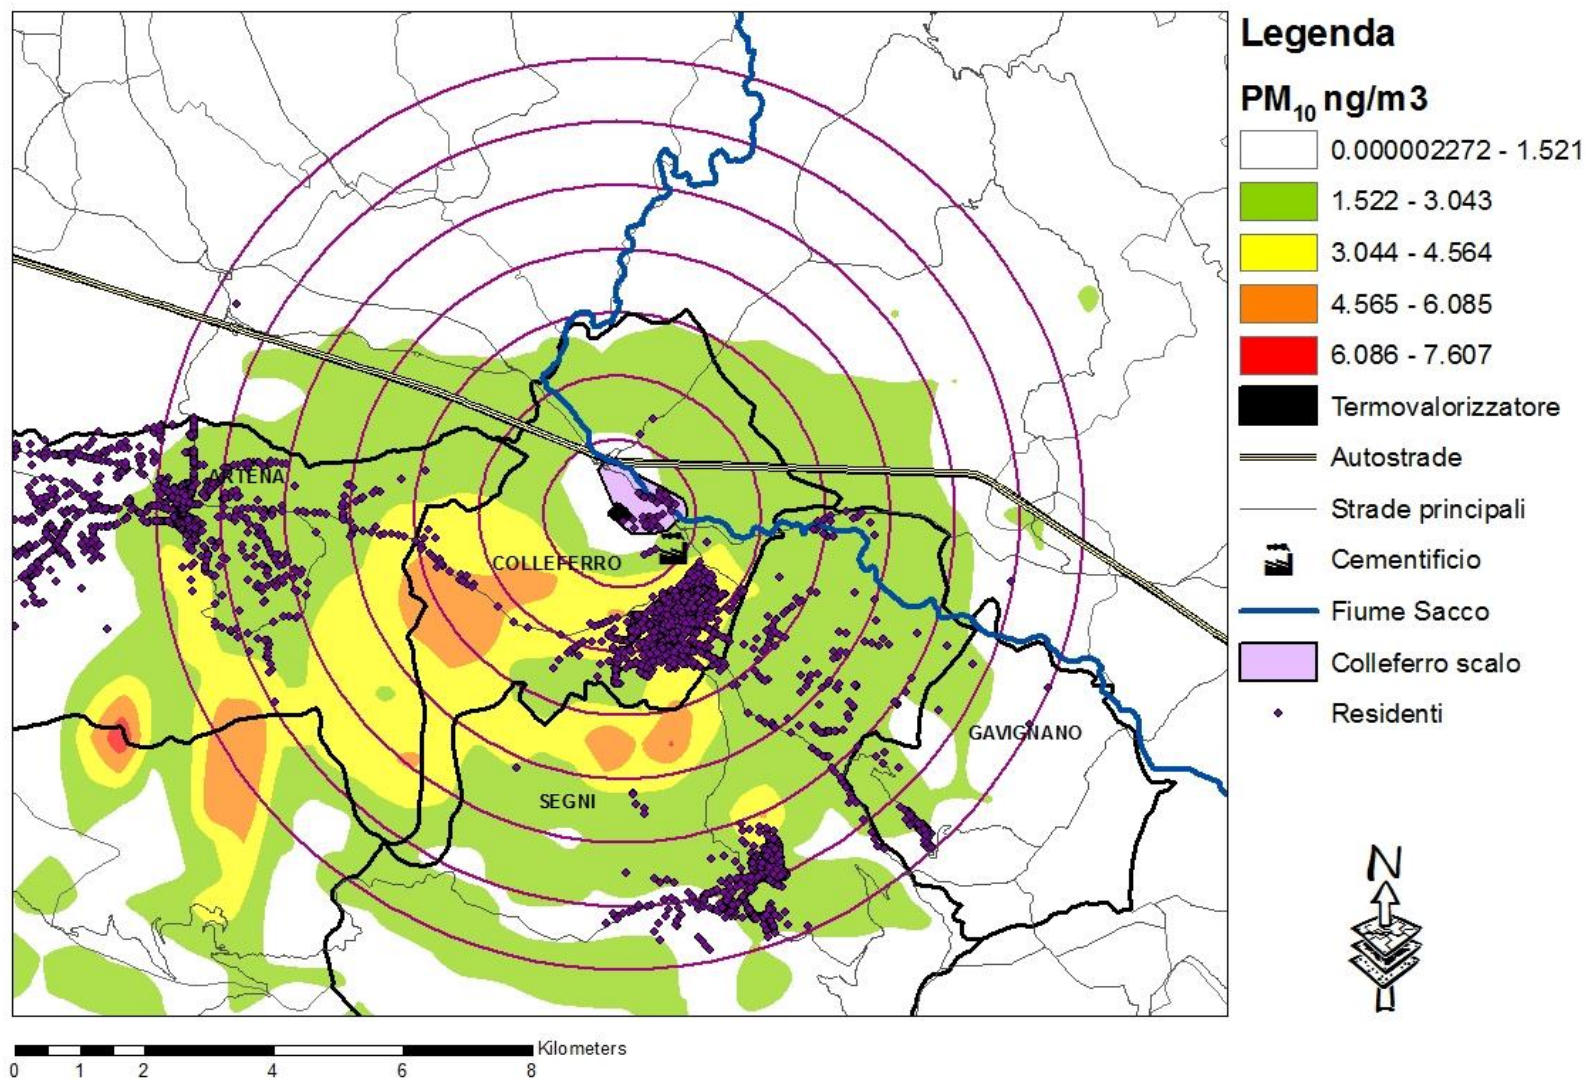 Legenda
PM10 ng/m3
0.000002272 - 1.521
1.522 - 3.043
3.044 - 4.564
4.565 - 6.085
6.086 - 7.607
Termovalorizzatore
Autostrade
Strade principali
Cementificio
Fiume Sacco
Colleferro scalo
Residenti
ARTENA
COLLEFERRO
GAVIGNANO
SEGNI
N
Kilometers
0 1 2 4 6 8